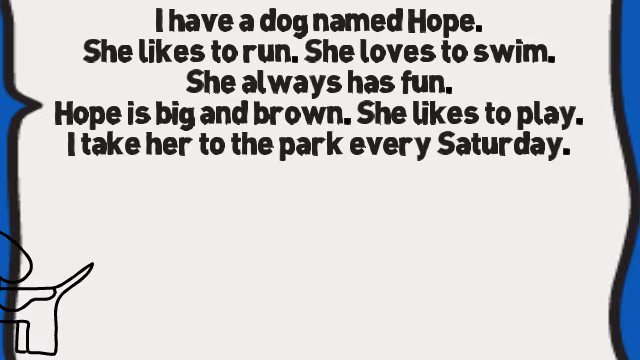 I have a dog named Hope.
She likes to run. She loves to swim.
She always has fun.
Hope is big and brown. She likes to play.
I take her to the park every Saturday.